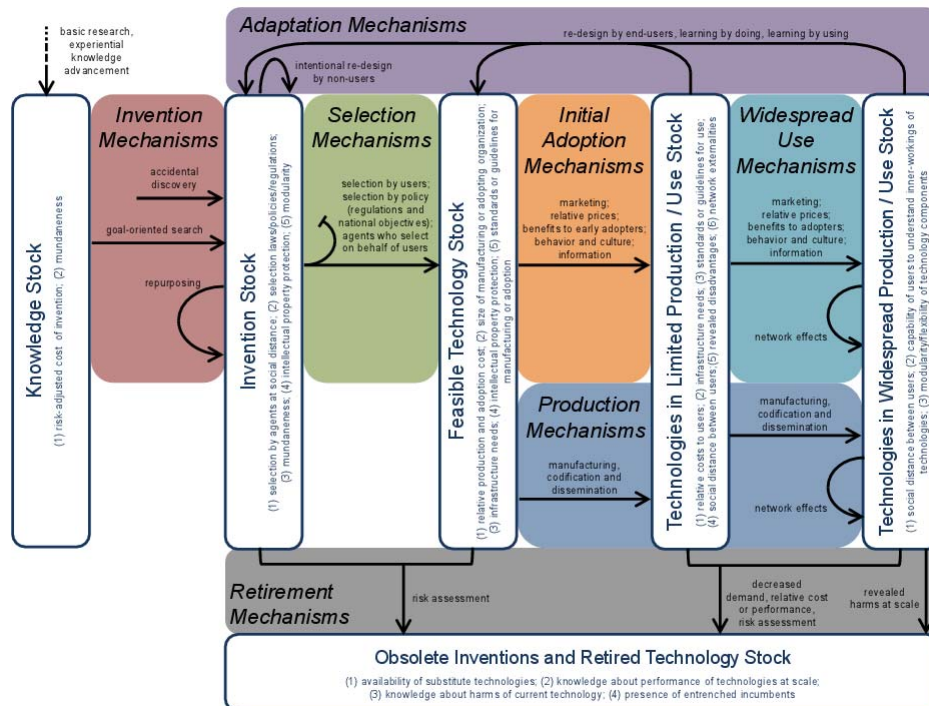 basic research,
experiential
knowledge
advancement
Adaptation Mechanisms
re-design by end-users, learning by doing, learning by using
intentional re-design
by non-users
Knowledge Stock
(1) risk-adjusted cost of invention; (2) mundaneness
Invention
Mechanisms
accidental
discovery
goal-oriented search
repurposing
Invention Stock
(1) selection by agents at social distance; (2) selection laws/policies/regulations;
(3) mundaneness; (4) intellectual property protection; (5) modularity
Selection
Mechanisms
selection by users;
selection by policy
(regulations and
national objectives);
agents who select
on behalf of users
Feasible Technology Stock
(1) relative production and adoption cost; (2) size of manufacturing or adopting organization;
(3) infrastructure needs; (4) intellectual property protection; (5) standards or guidelines for
manufacturing or adoption
Initial
Adoption
Mechanisms
marketing;
relative prices;
benefits to early adopters;
behavior and culture;
information
Production
Mechanisms
manufacturing,
codification and
dissemination
Technologies in Limited Production / Use Stock
(1) relative costs to users; (2) infrastructure needs; (3) standards or guidelines for use;
(4) social distance between users;(5) revealed disadvantages; (6) network externalities
Widespread
Use
Mechanisms
marketing;
relative prices;
benefits to adopters;
behavior and culture;
information
network effects
manufacturing,
codification and
dissemination
network effects
Technologies in Widespread Production / Use Stock
(1) social distance between users; (2) capability of users to understand inner-workings of
technologies; (3) modularity/flexibility of technology components
Retirement
Mechanisms
risk assessment
decreased
demand, relative cost
or performance,
risk assessment
revealed
harms at scale
Obsolete Inventions and Retired Technology Stock
(1) availability of substitute technologies; (2) knowledge about performance of technologies at scale;
(3) knowledge about harms of current technology; (4) presence of entrenched incumbents